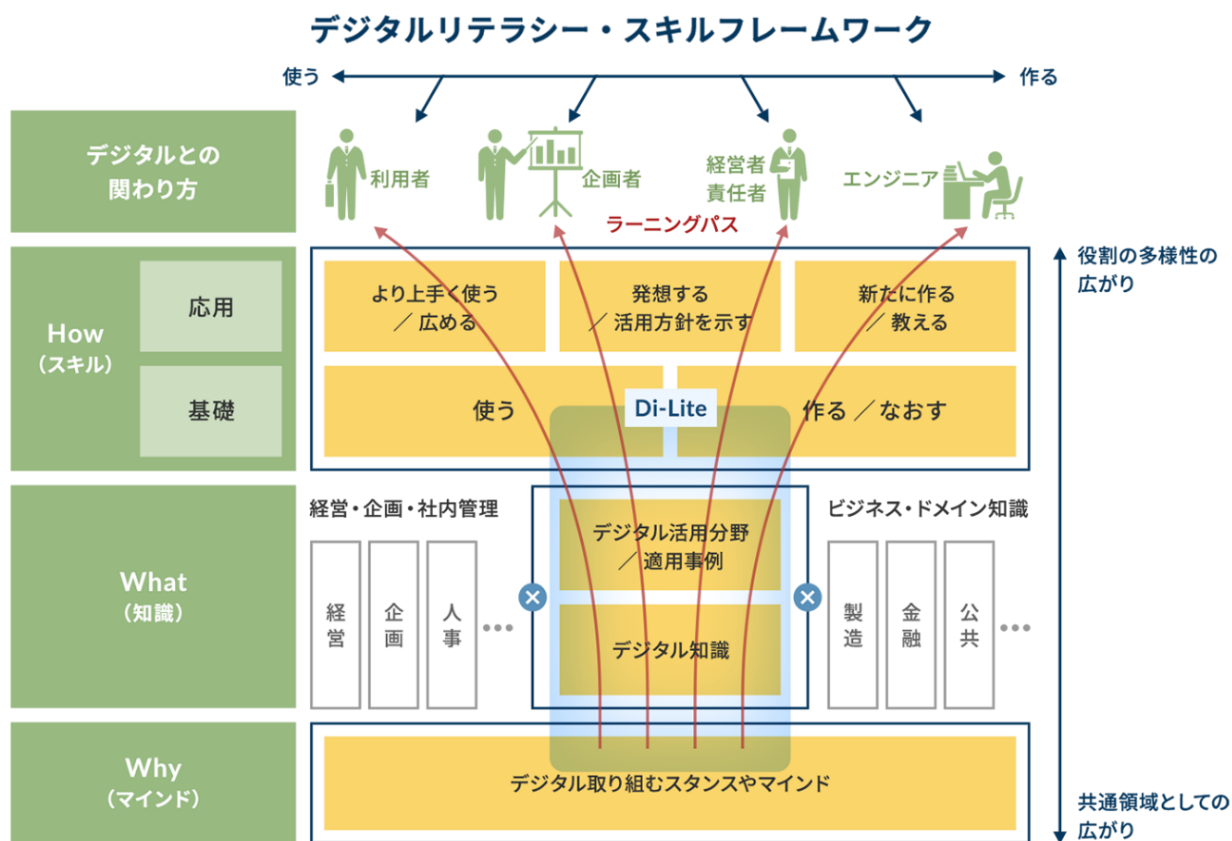 デジタルリテラシー・スキルフレームワーク
使う
作る
デジタルとの
関わり方
利用者
企画者
経営者
責任者
エンジニア
ラーニングパス
役割の多様性の
広がり
How
（スキル）
応用
より上手く使う
／広める
発想する
／活用方針を示す
新たに作る
／教える
基礎
使う
Di-Lite
作る／なおす
What
（知識）
経営・企画・社内管理
経営
企画
人事
•••
デジタル活用分野
／適用事例
デジタル知識
ビジネス・ドメイン知識
製造
金融
公共
•••
Why
（マインド）
デジタル取り組むスタンスやマインド
共通領域としての
広がり